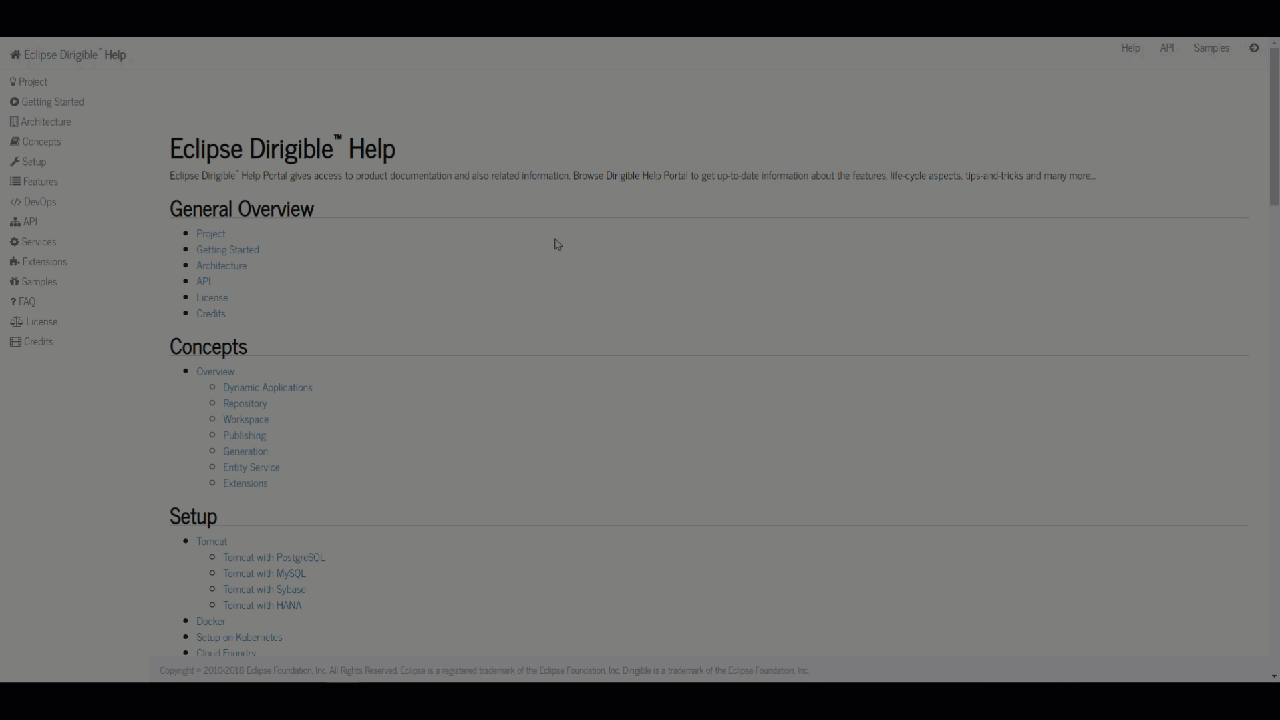 Eclipse Dirigible™ Help
Help API Samples
Project
Getting Started
Architecture
Concepts
Setup
Features
DevOps
API
Services
Extensions
Samples
FAQ
License
Credits
Eclipse Dirigible™ Help
Eclipse Dirigible™ Help Portal gives access to product documentation and also related information. Browse Dirigible Help Portal to get up-to-date information about the features, life-cycle aspects, tips-and-tricks and many more...
General Overview
Project
Getting Started
Architecture
API
License
Credits
Concepts
Overview
Dynamic Applications
Repository
Workspace
Publishing
Generation
Entity Service
Extensions
Setup
Tomcat
Tomcat with PostgreSQL
Tomcat with MySQL
Tomcat with Sybase
Tomcat with HANA
Docker
Setup on Kubernetes
Cloud Foundry
Copyright © 2010-2018 Eclipse Foundation, Inc. All Rights Reserved. Eclipse is a registered trademark of the Eclipse Foundation, Inc. Dirigible is a trademark of the Eclipse Foundation, Inc.